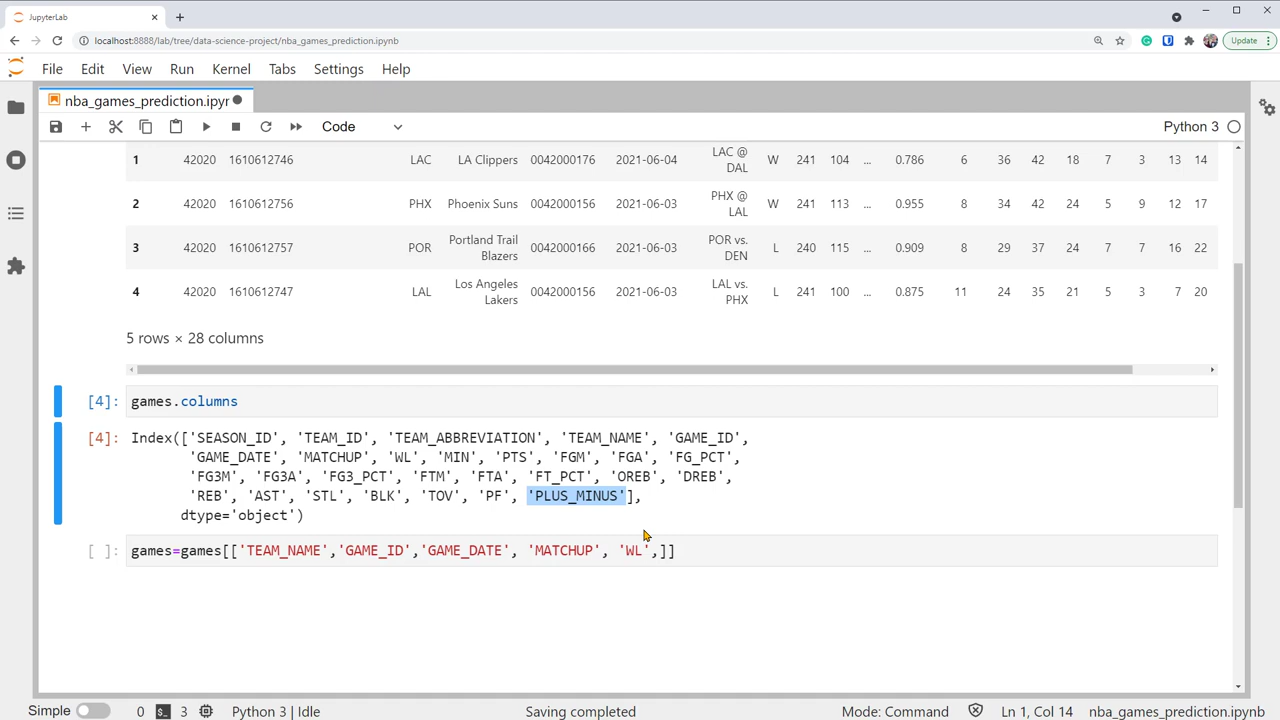 JupyterLab
localhost:8888/lab/tree/data-science-project/nba_games_prediction.ipynb
Update
File Edit View Run Kernel Tabs Settings Help
nba_games_prediction.ipyr
Code
Python 3
1 42020 1610612746 LAC LA Clippers 0042000176 2021-06-04 LAC @ DAL W 241 104 ... 0.786 6 36 42 18 7 3 13 14
2 42020 1610612756 PHX Phoenix Suns 0042000156 2021-06-03 PHX @ LAL W 241 113 ... 0.955 8 34 42 24 5 9 12 17
3 42020 1610612757 POR Portland Trail Blazers 0042000166 2021-06-03 POR vs. DEN L 240 115 ... 0.909 8 29 37 24 7 7 16 22
4 42020 1610612747 LAL Los Angeles Lakers 0042000156 2021-06-03 LAL vs. PHX L 241 100 ... 0.875 11 24 35 21 5 3 7 20
5 rows × 28 columns
[4]: games.columns
[4]: Index(['SEASON_ID', 'TEAM_ID', 'TEAM_ABBREVIATION', 'TEAM_NAME', 'GAME_ID',
'GAME_DATE', 'MATCHUP', 'WL', 'MIN', 'PTS', 'FGM', 'FGA', 'FG_PCT',
'FG3M', 'FG3A', 'FG3_PCT', 'FTM', 'FTA', 'FT_PCT', 'OREB', 'DREB',
'REB', 'AST', 'STL', 'BLK', 'TOV', 'PF', 'PLUS_MINUS'],
dtype='object')
[ ]: games=games[['TEAM_NAME','GAME_ID','GAME_DATE', 'MATCHUP', 'WL',]]
Simple 0 3 Python 3 | Idle Saving completed Mode: Command Ln 1, Col 14 nba_games_prediction.ipynb